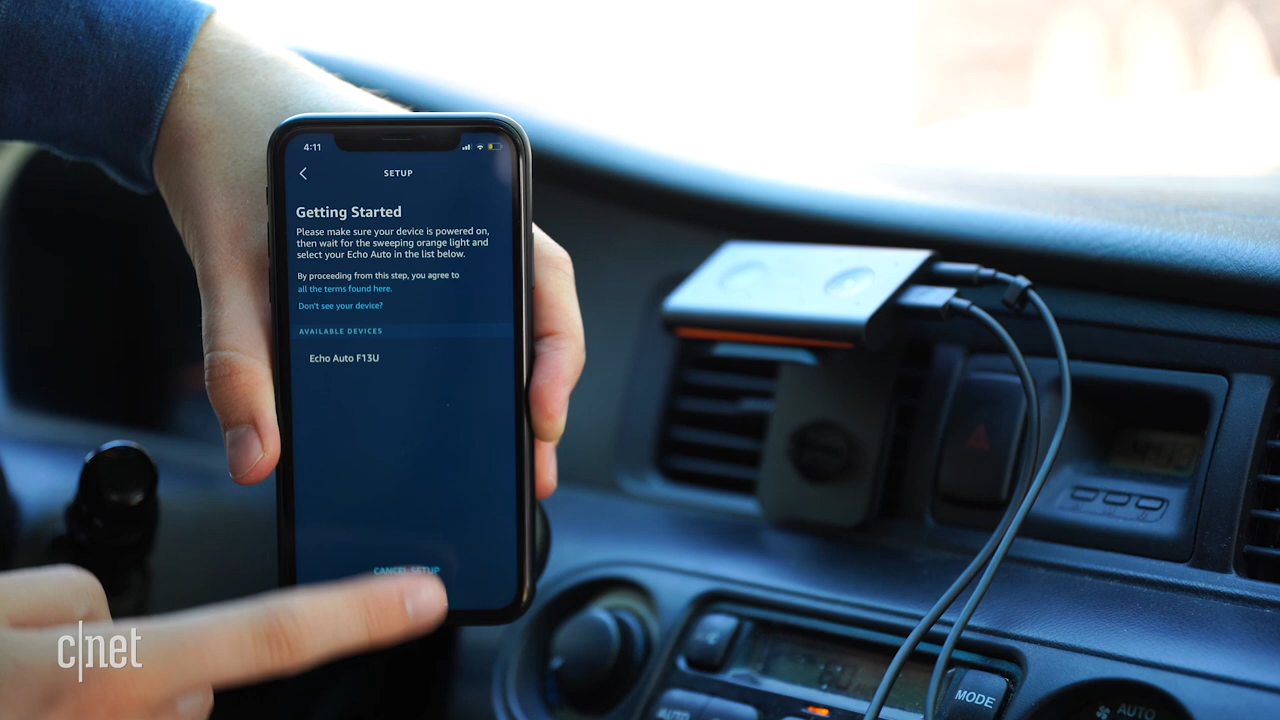 4:11
SETUP
Getting Started
Please make sure your device is powered on,
then wait for the sweeping orange light and
select your Echo Auto in the list below.
By proceeding from this step, you agree to
all the terms found here.
Don't see your device?
AVAILABLE DEVICES
Echo Auto F13U
CANCEL SETUP
c|net
A/C
MODE
AUTO
AUTO